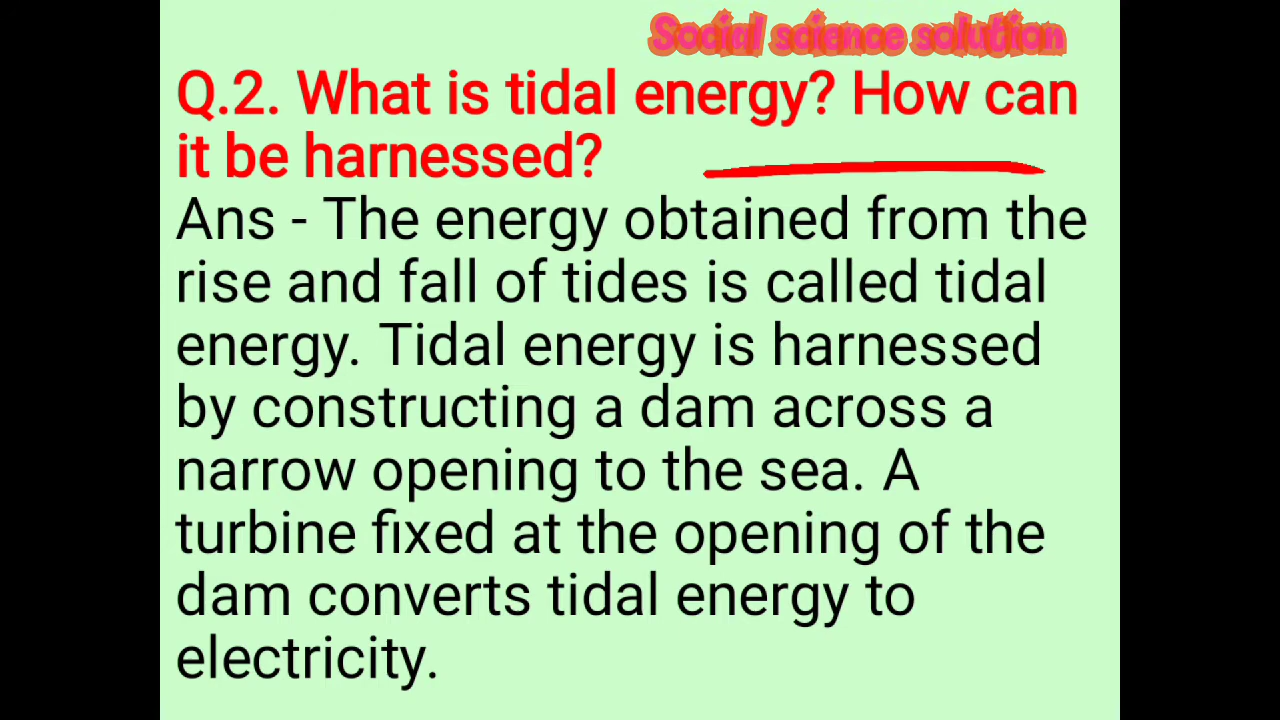 Social science solution
Q.2. What is tidal energy? How can
it be harnessed?
Ans - The energy obtained from the
rise and fall of tides is called tidal
energy. Tidal energy is harnessed
by constructing a dam across a
narrow opening to the sea. A
turbine fixed at the opening of the
dam converts tidal energy to
electricity.